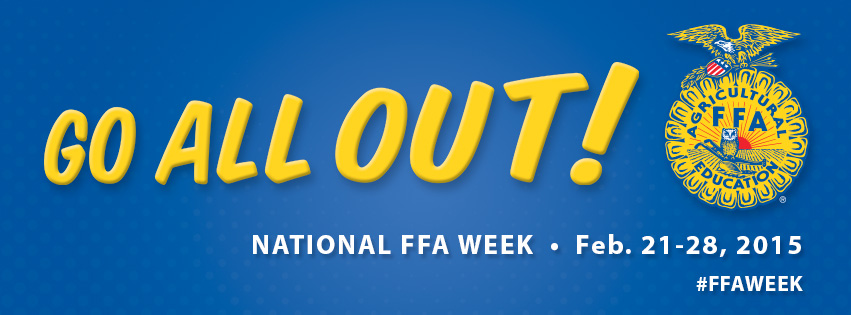 GO ALL OUT!
AGRICULTURAL
FFA
EDUCATION
®
NATIONAL FFA WEEK • Feb. 21-28, 2015
#FFAWEEK